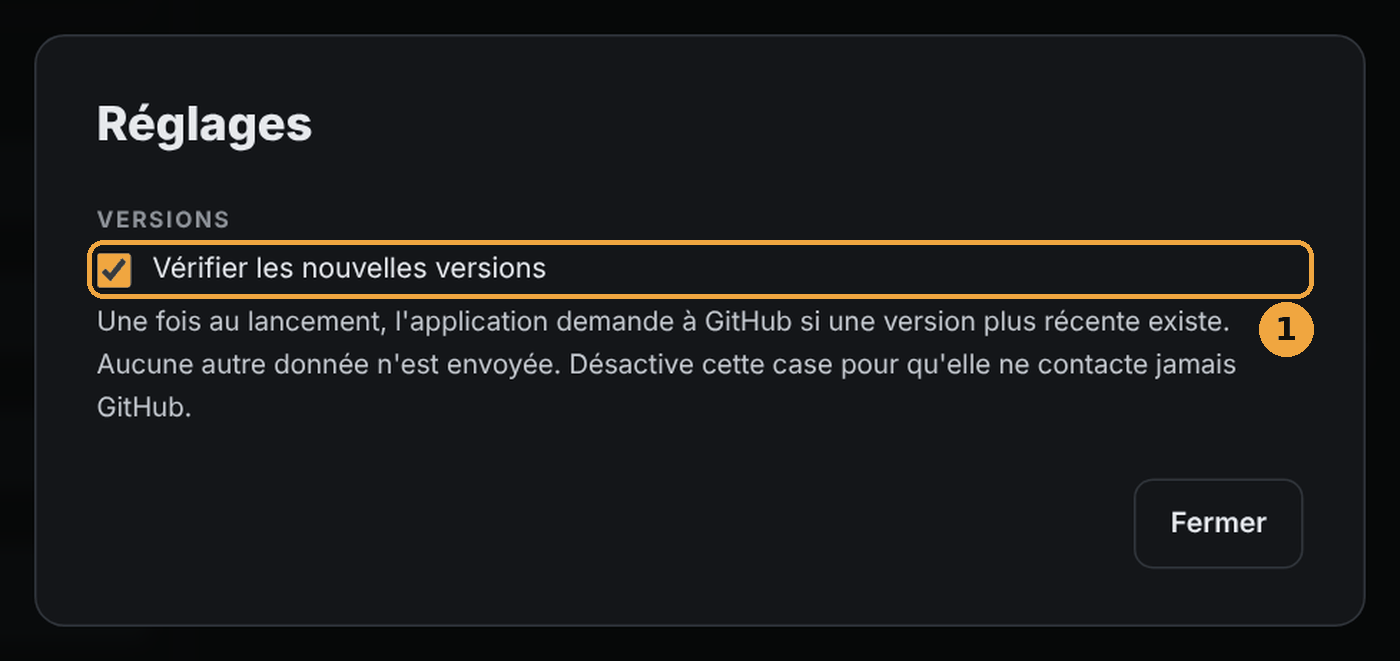 Réglages
VERSIONS
Vérifier les nouvelles versions
Une fois au lancement, l'application demande à GitHub si une version plus récente existe.
1
Aucune autre donnée n'est envoyée. Désactive cette case pour qu'elle ne contacte jamais
GitHub.
Fermer